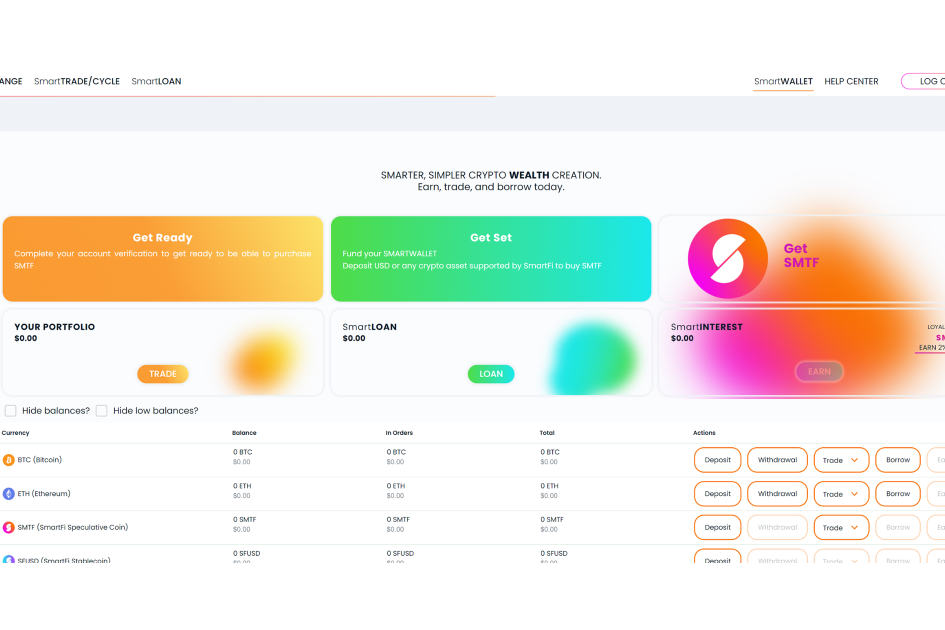 ANGE SmartTRADE/CYCLE SmartLOAN SmartWALLET HELP CENTER LOG
SMARTER, SIMPLER CRYPTO WEALTH CREATION.
Earn, trade, and borrow today.
Get Ready
Complete your account verification to get ready to be able to purchase
SMTF
Get Set
Fund your SMARTWALLET
Deposit USD or any crypto asset supported by SmartFi to buy SMTF
Get
SMTF
YOUR PORTFOLIO
$0.00
TRADE
SmartLOAN
$0.00
LOAN
SmartINTEREST
$0.00
LOYAL
SM
EARN 2%
EARN
Hide balances? Hide low balances?
Currency Balance In Orders Total Actions
BTC (Bitcoin) 0 BTC 0 BTC 0 BTC Deposit Withdrawal Trade Borrow Ea
$0.00 $0.00 $0.00
ETH (Ethereum) 0 ETH 0 ETH 0 ETH Deposit Withdrawal Trade Borrow Ea
$0.00 $0.00 $0.00
SMTF (SmartFi Speculative Coin) 0 SMTF 0 SMTF 0 SMTF Deposit Withdrawal Trade Borrow Ea
$0.00 $0.00 $0.00
SFUSD (SmartFi Stablecoin) 0 SFUSD 0 SFUSD 0 SFUSD Deposit Withdrawal Trade Borrow Ea
$0.00 $0.00 $0.00